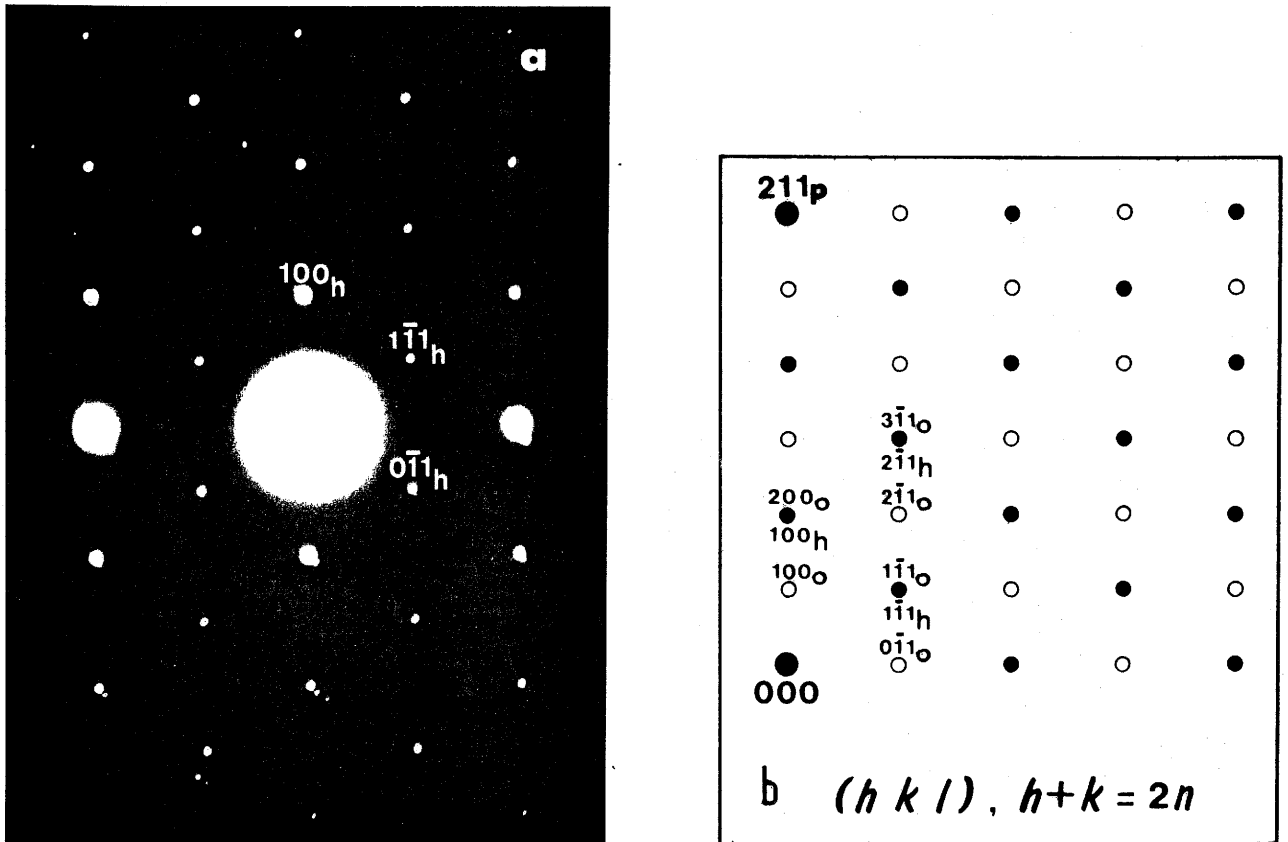 a
100h
11̄1h
01̄1h
211p
31̄1o
21̄1h
200o
21̄1o
100h
100o
11̄1o
11̄1h
01̄1o
000
b (h k l), h+k=2n